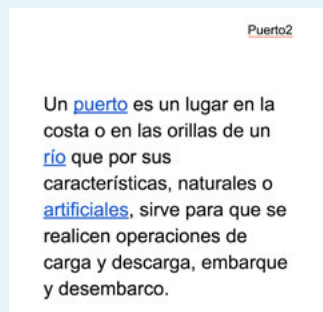 Puerto2
Un puerto es un lugar en la
costa o en las orillas de un
río que por sus
características, naturales o
artificiales, sirve para que se
realicen operaciones de
carga y descarga, embarque
y desembarco.